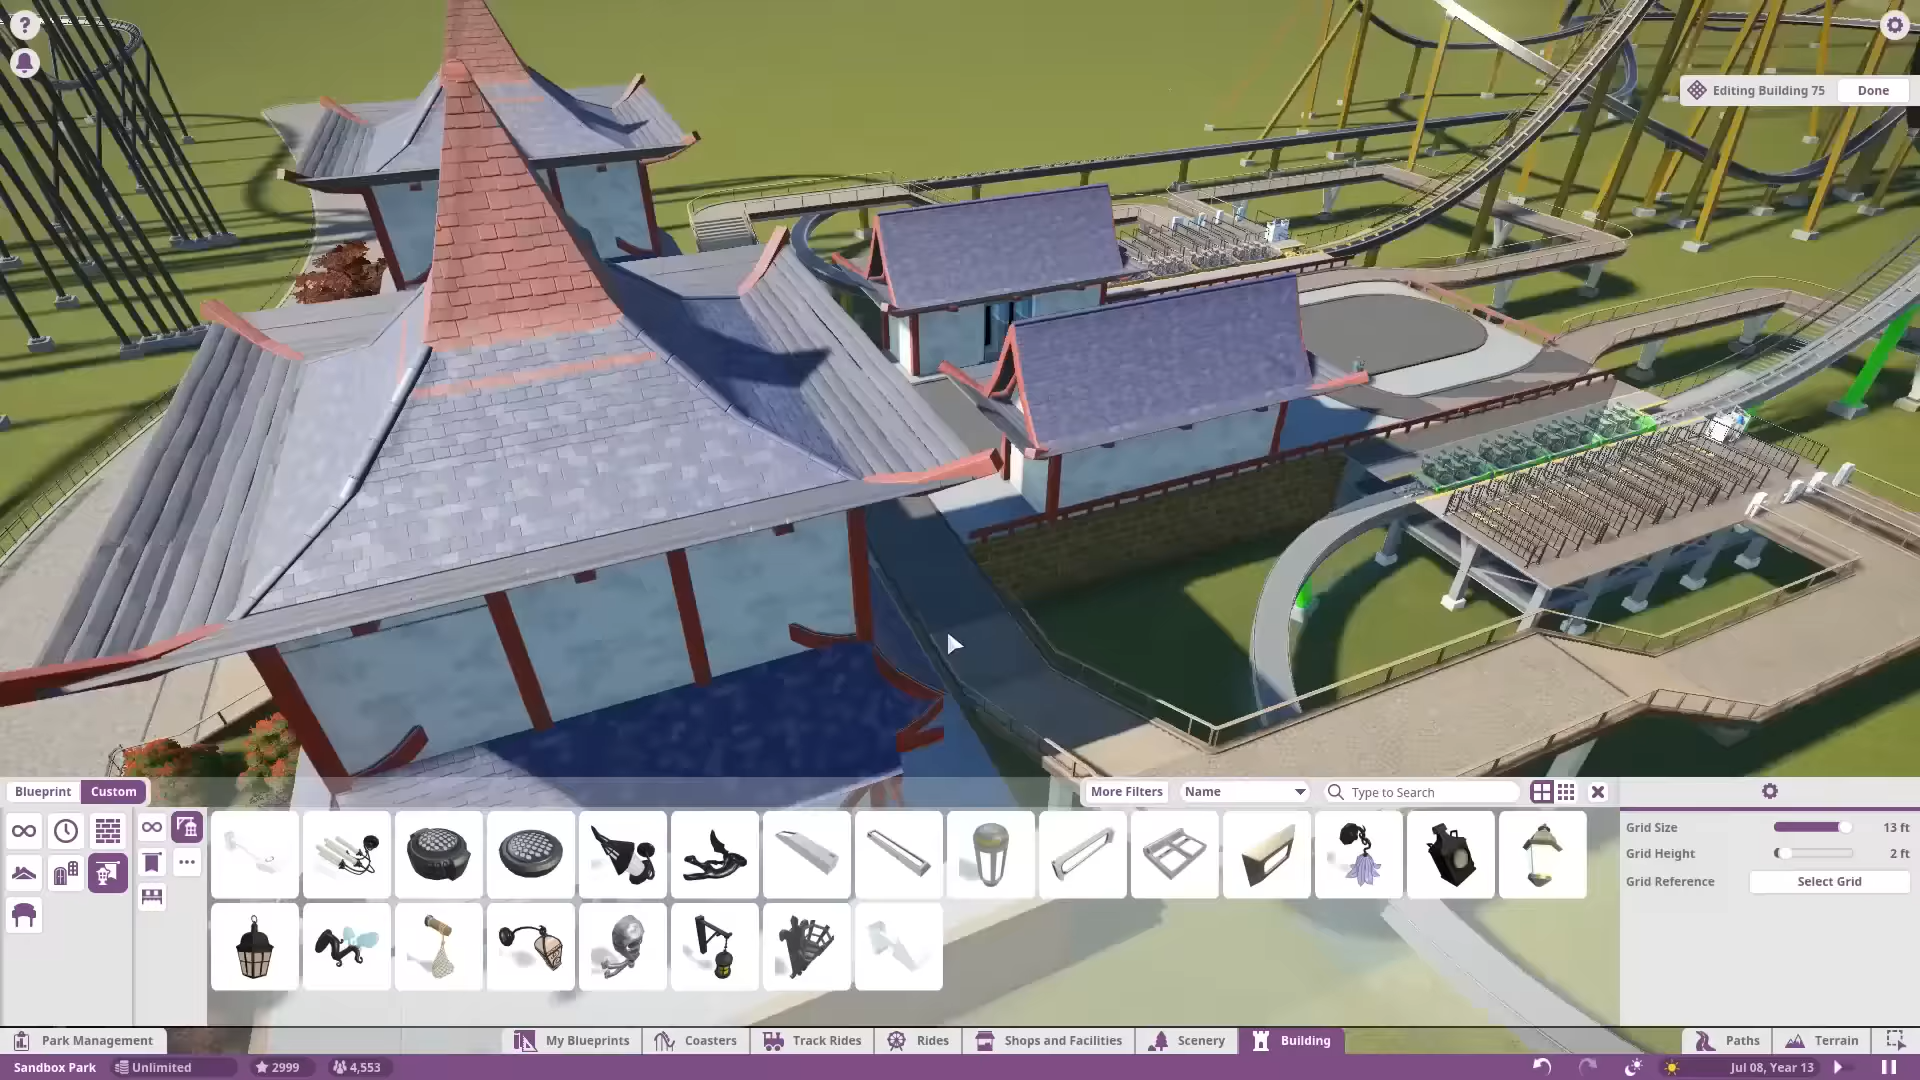 ?
Editing Building 75 Done
Blueprint Custom More Filters Name Type to Search
Grid Size 13 ft
Grid Height 2 ft
Grid Reference Select Grid
Park Management My Blueprints Coasters Track Rides Rides Shops and Facilities Scenery Building Paths Terrain
Sandbox Park Unlimited 2999 4,553 Jul 08, Year 13